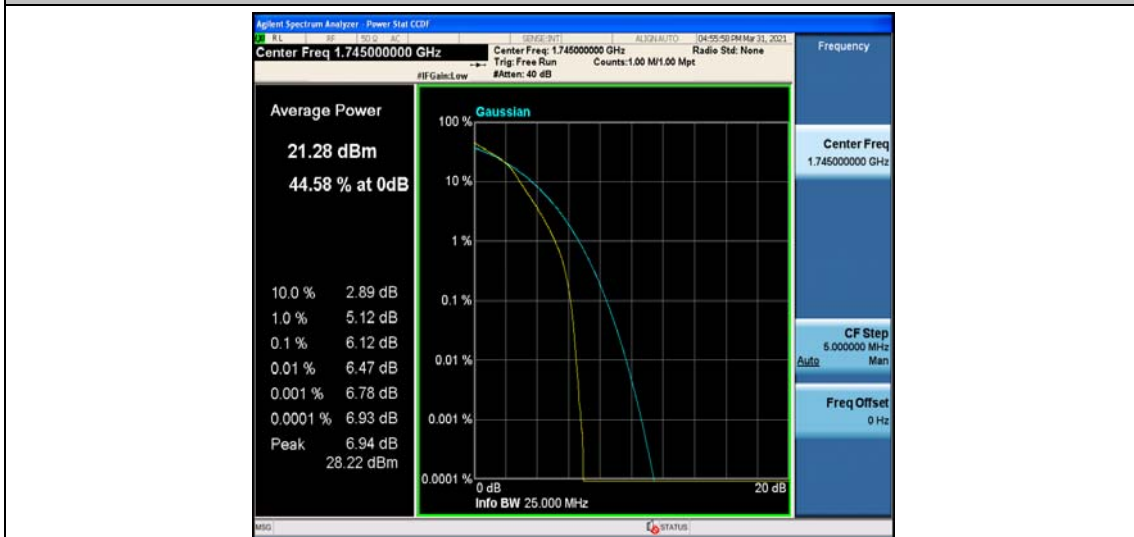 Agilent Spectrum Analyzer - Power Stat CCDF
RL RF 50 Ω AC SENSE:INT ALIGN AUTO 04:55:50 PM Mar 31, 2021
Center Freq 1.745000000 GHz
Center Freq: 1.745000000 GHz Radio Std: None
Trig: Free Run Counts:1.00 M/1.00 Mpt
#IFGain:Low #Atten: 40 dB
Frequency
Average Power
21.28 dBm
44.58 % at 0dB
10.0 % 2.89 dB
1.0 % 5.12 dB
0.1 % 6.12 dB
0.01 % 6.47 dB
0.001 % 6.78 dB
0.0001 % 6.93 dB
Peak 6.94 dB
28.22 dBm
Gaussian
100 %
10 %
1 %
0.1 %
0.01 %
0.001 %
0.0001 %
0 dB 20 dB
Info BW 25.000 MHz
Center Freq
1.745000000 GHz
CF Step
5.000000 MHz
Auto Man
Freq Offset
0 Hz
MSG STATUS